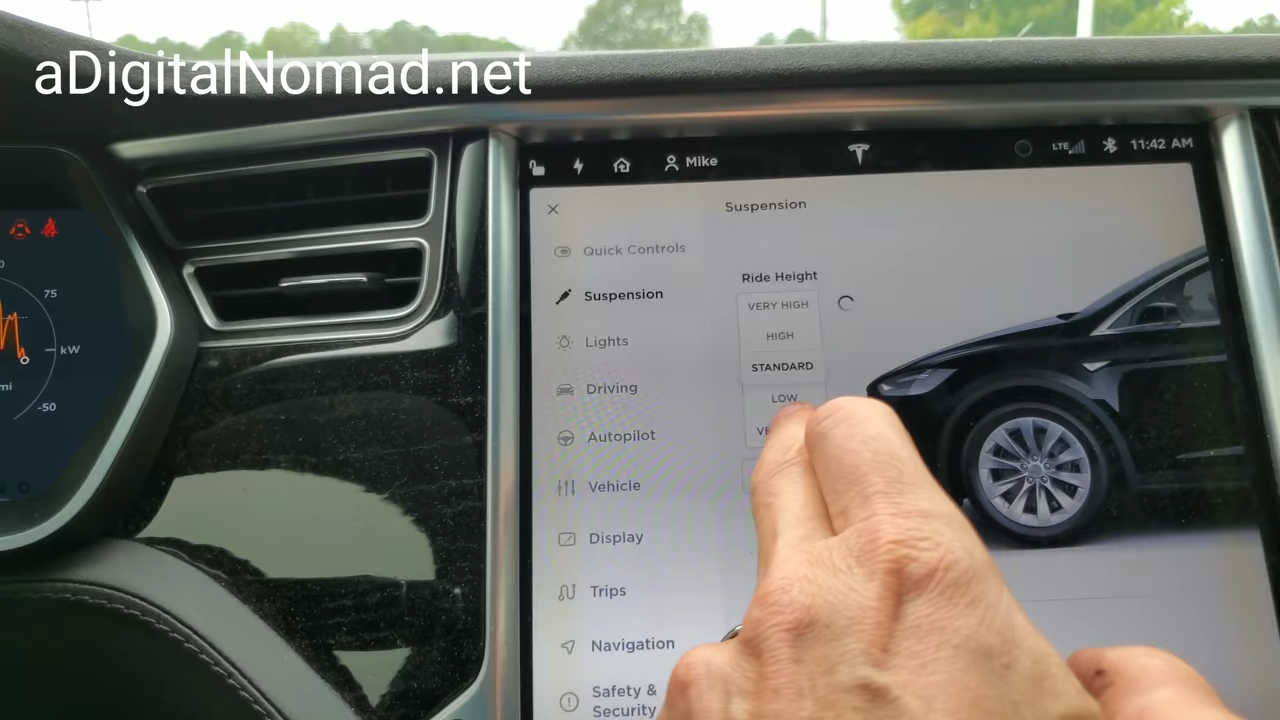 aDigitalNomad.net
Mike
LTE
11:42 AM
Suspension
Quick Controls
Suspension
Lights
Driving
Autopilot
Vehicle
Display
Trips
Navigation
Safety &
Security
Ride Height
VERY HIGH
HIGH
STANDARD
LOW
75
kW
mi
-50